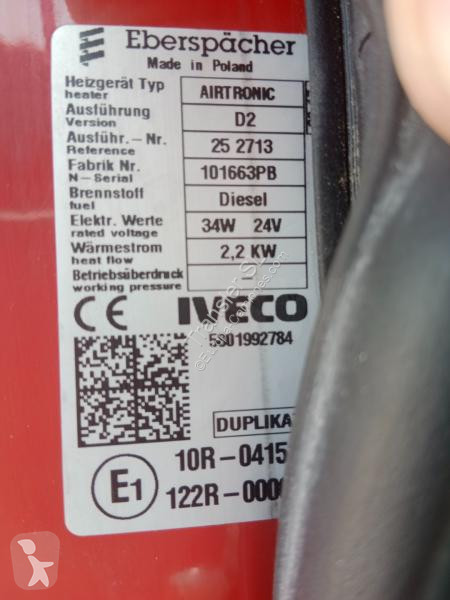 Eberspächer
Made in Poland
Heizgerät Typ
heater
AIRTRONIC
Ausführung
Version
D2
Ausführ.- Nr.
Reference
25 2713
Fabrik Nr.
N-Serial
101663PB
Brennstoff
fuel
Diesel
Elektr. Werte
rated voltage
34W 24V
Wärmestrom
heat flow
2,2 KW
Betriebsüberdruck
working pressure
–
CE IVECO
5801992784
DUPLIKA
E1
10R-0415
122R-000